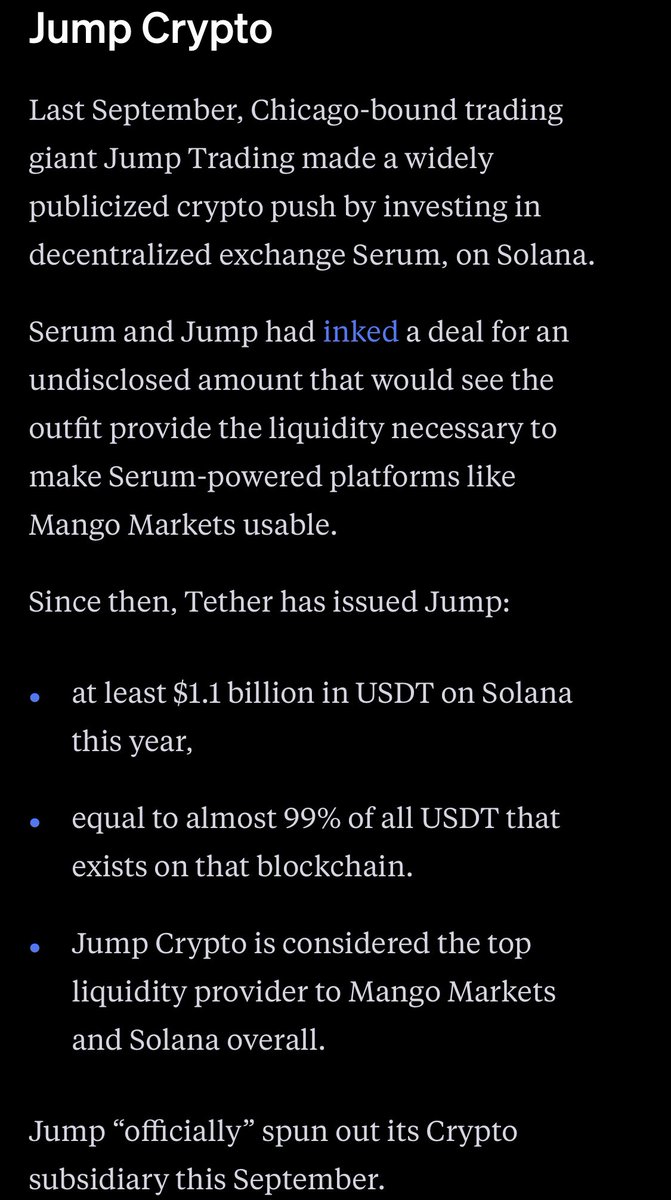 Jump Crypto
Last September, Chicago-bound trading
giant Jump Trading made a widely
publicized crypto push by investing in
decentralized exchange Serum, on Solana.
Serum and Jump had inked a deal for an
undisclosed amount that would see the
outfit provide the liquidity necessary to
make Serum-powered platforms like
Mango Markets usable.
Since then, Tether has issued Jump:
• at least $1.1 billion in USDT on Solana
this year,
• equal to almost 99% of all USDT that
exists on that blockchain.
• Jump Crypto is considered the top
liquidity provider to Mango Markets
and Solana overall.
Jump “officially” spun out its Crypto
subsidiary this September.